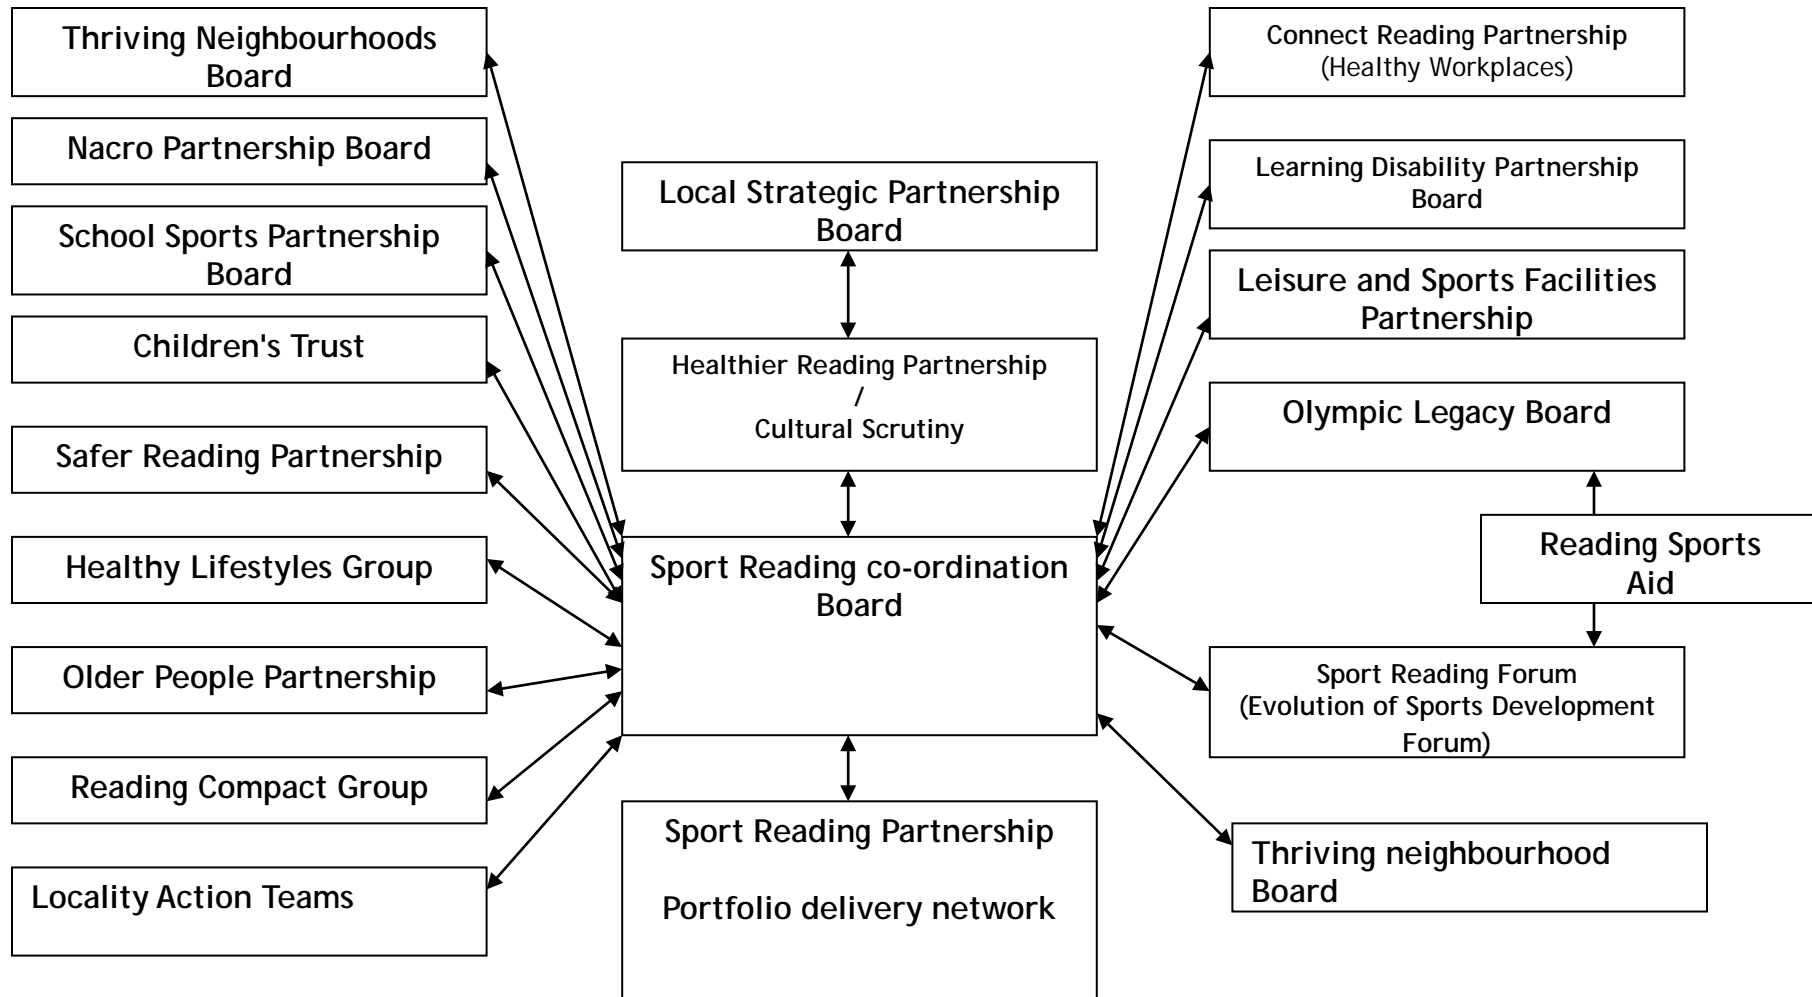 Thriving Neighbourhoods
Board
Nacro Partnership Board
School Sports Partnership
Board
Children's Trust
Safer Reading Partnership
Healthy Lifestyles Group
Older People Partnership
Reading Compact Group
Locality Action Teams
Local Strategic Partnership
Board
Healthier Reading Partnership
/
Cultural Scrutiny
Sport Reading co-ordination
Board
Sport Reading Partnership
Portfolio delivery network
Connect Reading Partnership
(Healthy Workplaces)
Learning Disability Partnership
Board
Leisure and Sports Facilities
Partnership
Olympic Legacy Board
Reading Sports
Aid
Sport Reading Forum
(Evolution of Sports Development
Forum)
Thriving neighbourhood
Board